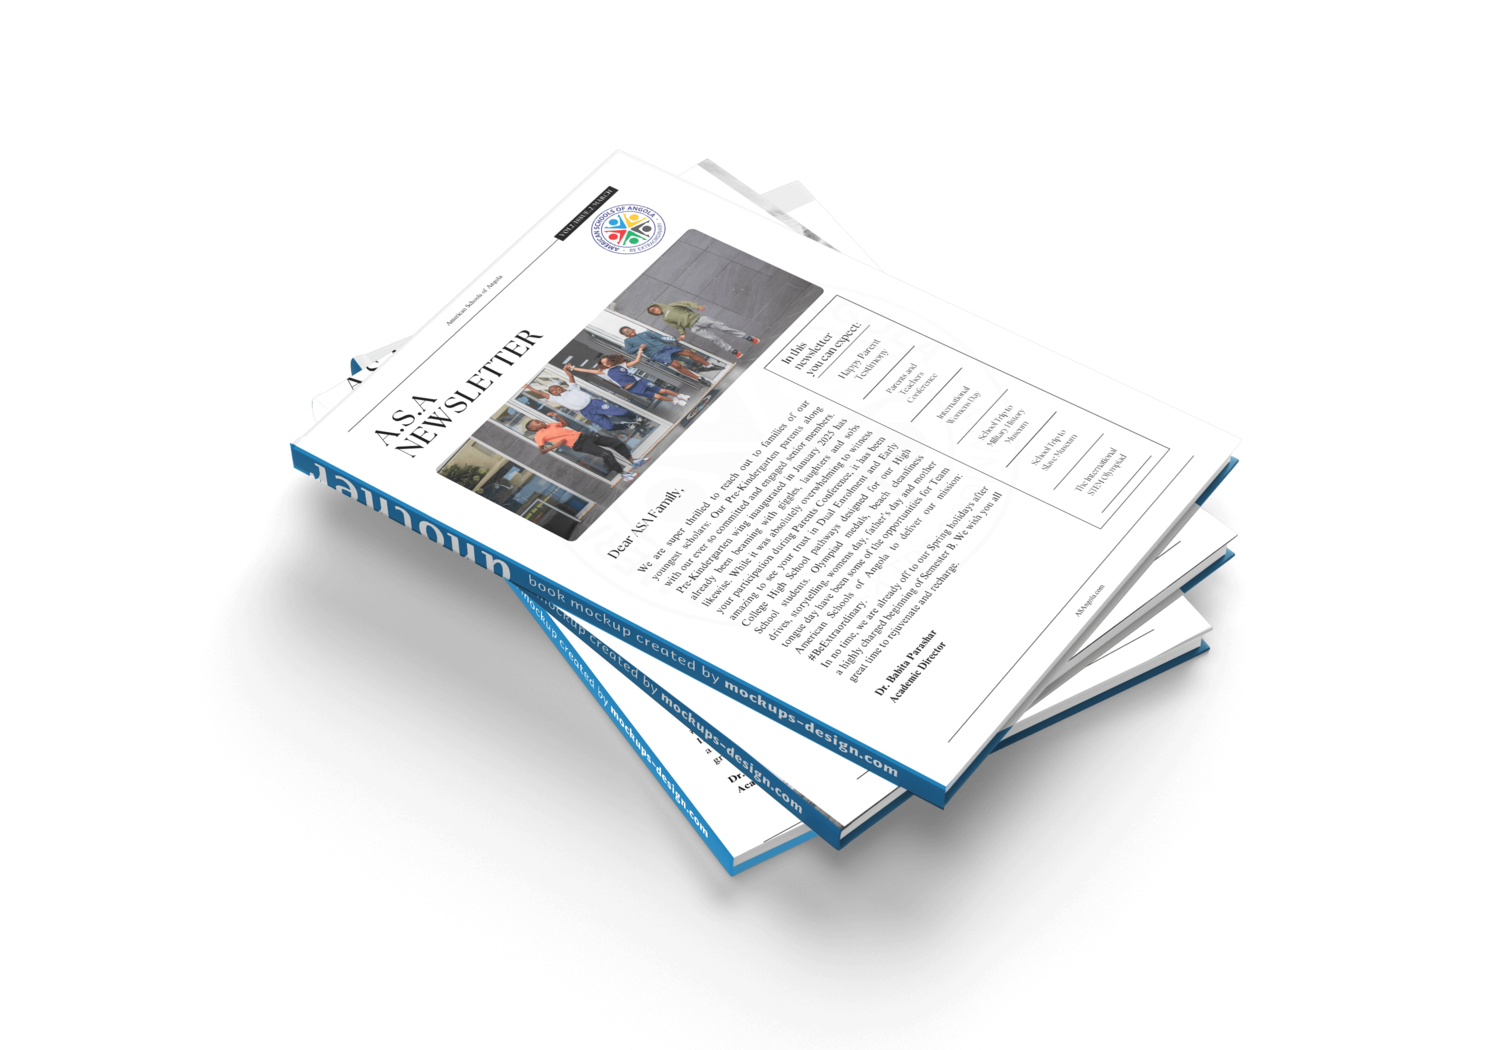 VOL 2 ISSUE 2 MARCH
AMERICAN SCHOOLS OF ANGOLA
BE EXTRAORDINARY
American Schools of Angola
A.S.A
NEWSLETTER
Dear ASA Family,
We are super thrilled to reach out to families of our
youngest scholars: Our Pre-Kindergarten parents along
with our ever so committed and engaged senior members.
Pre-Kindergarten wing inaugurated in January 2025 has
already been beaming with giggles, laughters and sobs
likewise. While it was absolutely overwhelming to witness
your participation during Parents Conference, it has been
amazing to see your trust in Dual Enrolment and Early
College High School pathways designed for our High
School students. Olympiad medals, beach cleanliness
drives, storytelling, womens day, father's day and mother
tongue day have been some of the opportunities for Team
American Schools of Angola to deliver our mission:
#BeExtraordinary.
In no time, we are already off to our Spring holidays after
a highly charged beginning of Semester B. We wish you all
great time to rejuvenate and recharge.
Dr. Babita Parashar
Academic Director
In this
newsletter
you can expect:
Happy Parent
Testimony
Parents and
Teachers
Conference
International
Womens Day
School Trip to
Military History
Museum
School Trip to
Slave Museum
The International
STEM Olympiad
ASAngola.com
book mockup created by mockups-design.com
mockup created by mockups-design.com
mockup created by mockups-design.com